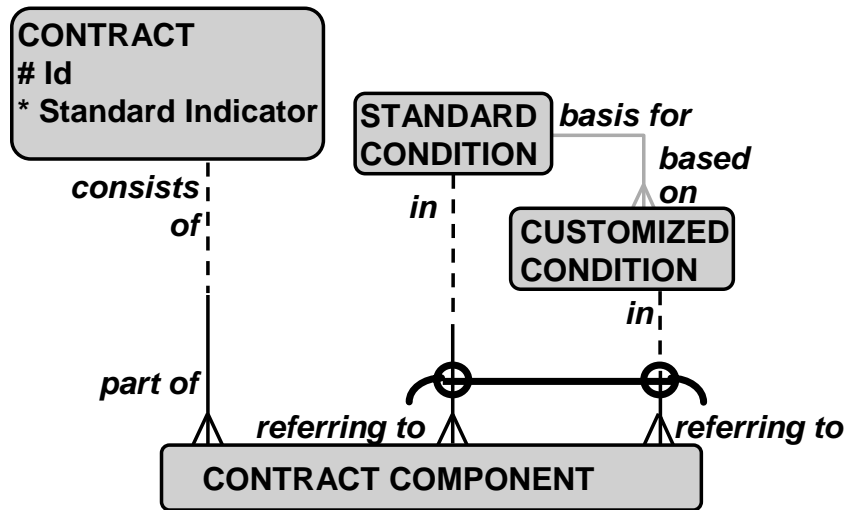 CONTRACT
# Id
* Standard Indicator
STANDARD
CONDITION
basis for
based
on
consists
of
in
CUSTOMIZED
CONDITION
in
part of
referring to
referring to
CONTRACT COMPONENT